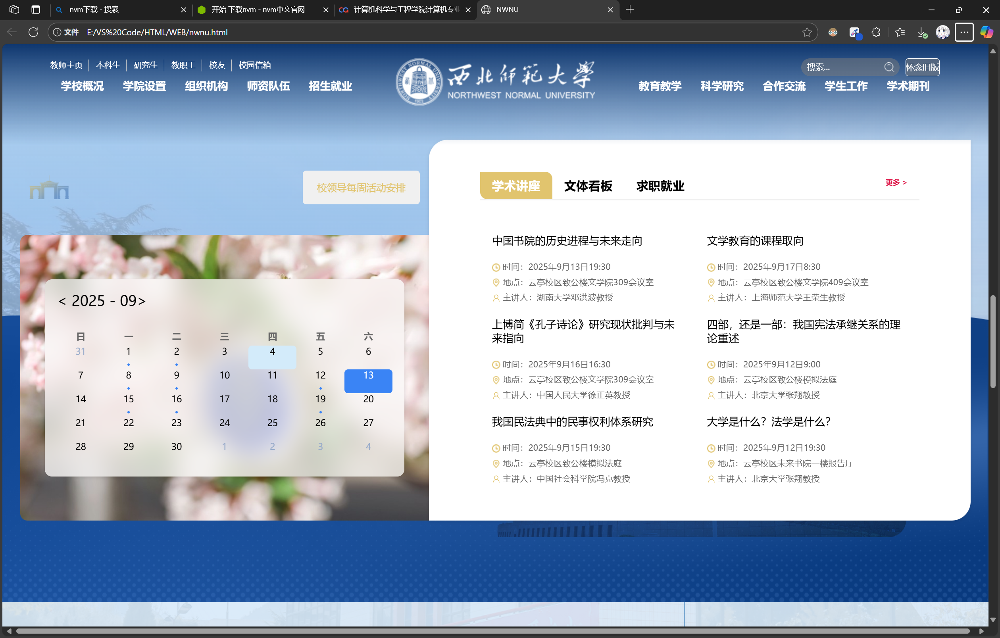 nvm下载 - 搜索
开始 下载nvm - nvm中文官网
计算机科学与工程学院计算机专业
NWNU
文件 E:/VS%20Code/HTML/WEB/nwnu.html
教师主页 本科生 研究生 教职工 校友 校园信箱
搜索...
怀念旧版
学校概况 学院设置 组织机构 师资队伍 招生就业
西北师範大学
NORTHWEST NORMAL UNIVERSITY
NORTHWEST NORMAL UNIVERSITY
1902
教育教学 科学研究 合作交流 学生工作 学术期刊
校领导每周活动安排
< 2025 - 09>
日 一 二 三 四 五 六
31 1 2 3 4 5 6
7 8 9 10 11 12 13
14 15 16 17 18 19 20
21 22 23 24 25 26 27
28 29 30 1 2 3 4
学术讲座 文体看板 求职就业
更多 >
中国书院的历史进程与未来走向
时间：2025年9月13日19:30
地点：云亭校区致公楼文学院309会议室
主讲人：湖南大学邓洪波教授
文学教育的课程取向
时间：2025年9月17日8:30
地点：云亭校区致公楼文学院409会议室
主讲人：上海师范大学王荣生教授
上博简《孔子诗论》研究现状批判与未
来指向
时间：2025年9月16日16:30
地点：云亭校区致公楼文学院309会议室
主讲人：中国人民大学徐正英教授
四部，还是一部：我国宪法承继关系的理
论重述
时间：2025年9月12日9:00
地点：云亭校区致公楼模拟法庭
主讲人：北京大学张翔教授
我国民法典中的民事权利体系研究
时间：2025年9月15日19:30
地点：云亭校区致公楼模拟法庭
主讲人：中国社会科学院冯克教授
大学是什么？法学是什么？
时间：2025年9月12日19:30
地点：云亭校区未来书院一楼报告厅
主讲人：北京大学张翔教授